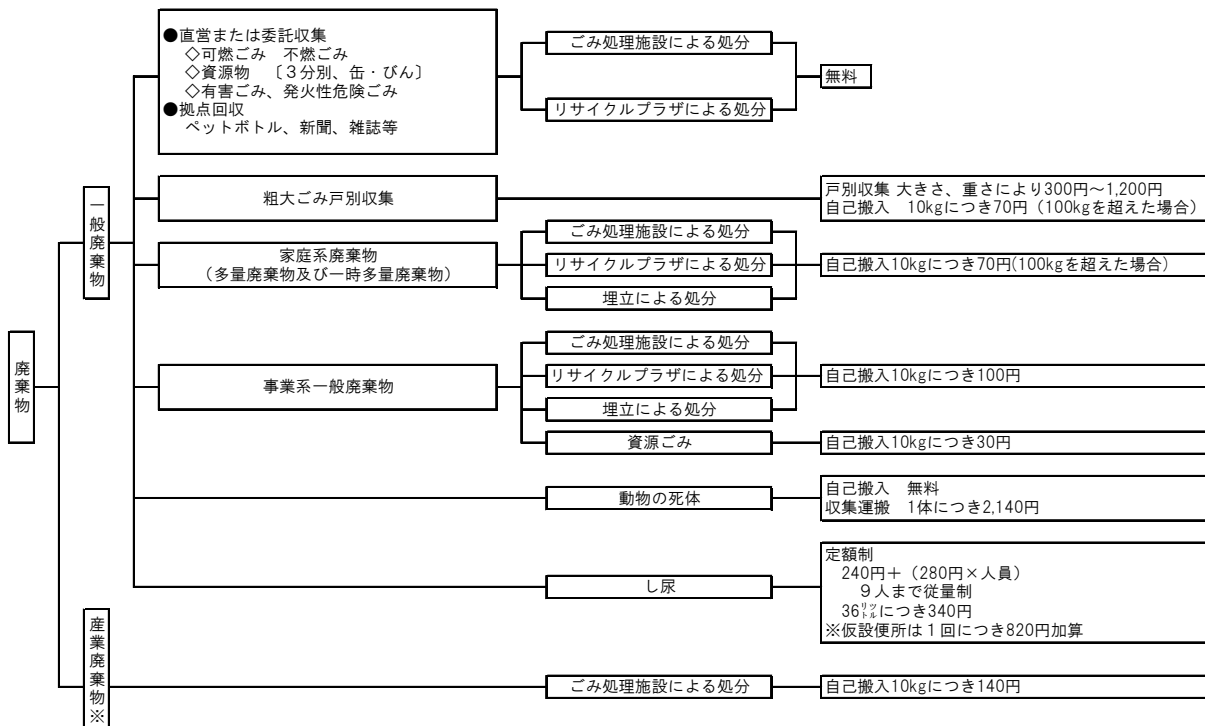 ●直営または委託収集
◇可燃ごみ　不燃ごみ
◇資源物　〔３分別、缶・びん〕
◇有害ごみ、発火性危険ごみ
●拠点回収
ペットボトル、新聞、雑誌等
ごみ処理施設による処分
リサイクルプラザによる処分
無料
粗大ごみ戸別収集
戸別収集 大きさ、重さにより300円～1,200円
自己搬入　10kgにつき70円（100kgを超えた場合）
一般廃棄物
家庭系廃棄物
（多量廃棄物及び一時多量廃棄物）
ごみ処理施設による処分
リサイクルプラザによる処分
埋立による処分
自己搬入10kgにつき70円(100kgを超えた場合)
廃棄物
事業系一般廃棄物
ごみ処理施設による処分
リサイクルプラザによる処分
埋立による処分
自己搬入10kgにつき100円
資源ごみ
自己搬入10kgにつき30円
動物の死体
自己搬入　無料
収集運搬　1体につき2,140円
し尿
定額制
240円＋（280円×人員）
９人まで従量制
36㍑につき340円
※仮設便所は１回につき820円加算
産業廃棄物※
ごみ処理施設による処分
自己搬入10kgにつき140円